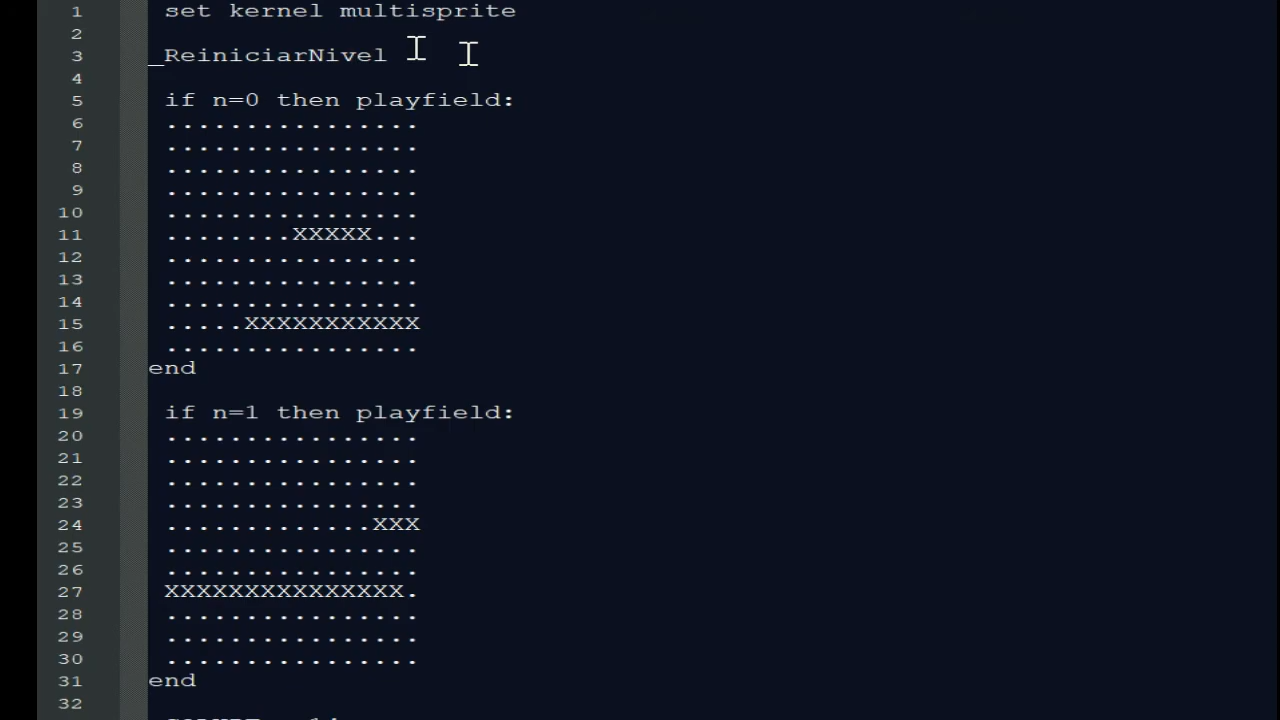 1 set kernel multisprite
2
3 _ReiniciarNivel
4
5 if n=0 then playfield:
6 ................
7 ................
8 ................
9 ................
10 ................
11 ........XXXXX...
12 ................
13 ................
14 ................
15 .....XXXXXXXXXXX
16 ................
17 end
18
19 if n=1 then playfield:
20 ................
21 ................
22 ................
23 ................
24 .............XXX
25 ................
26 ................
27 XXXXXXXXXXXXXXX.
28 ................
29 ................
30 ................
31 end
32